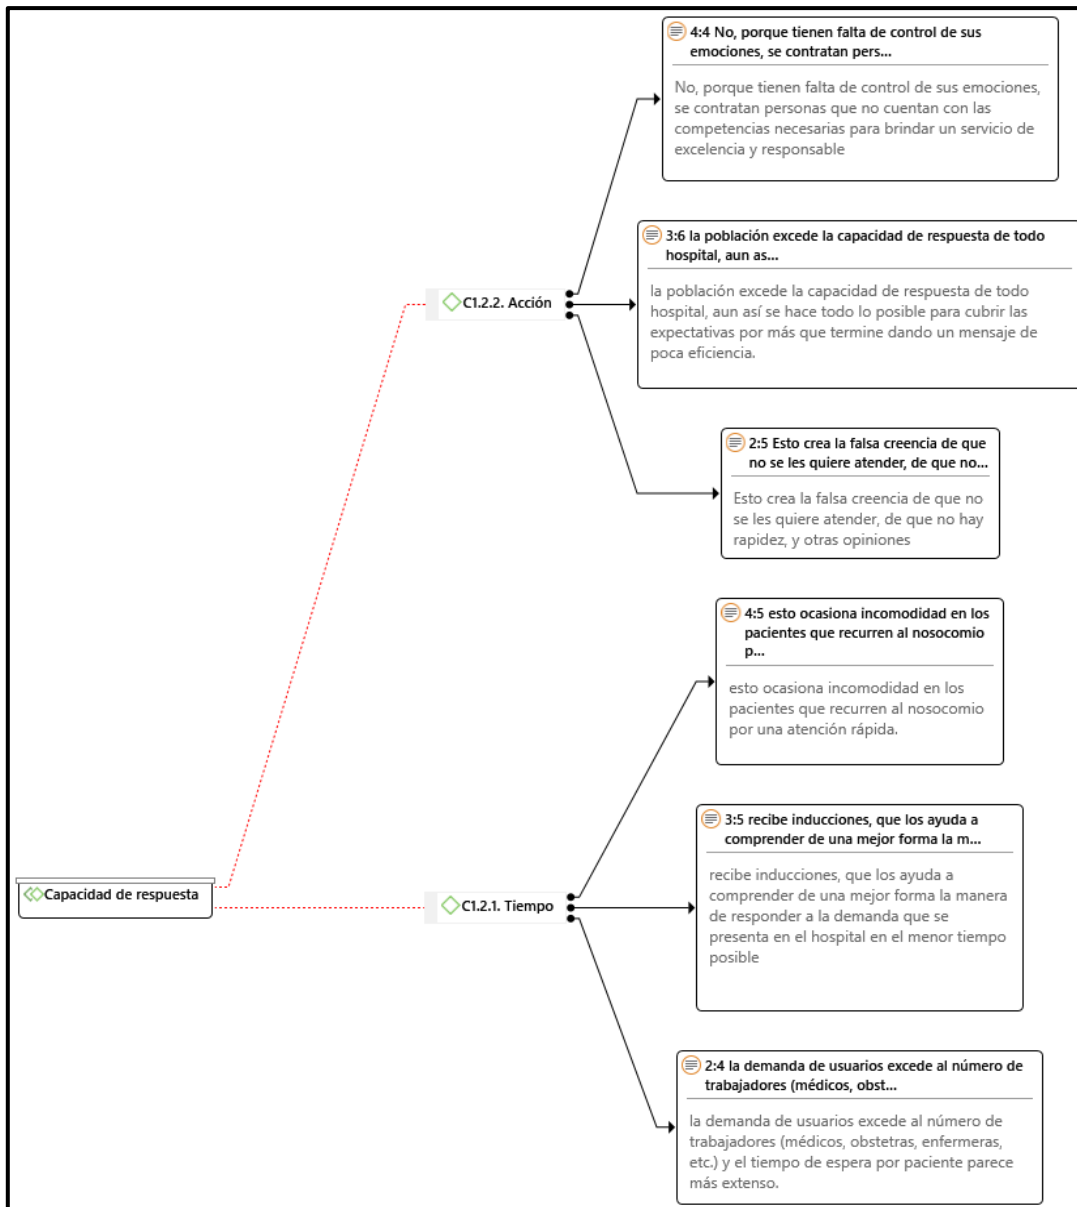 4:4 No, porque tienen falta de control de sus
emociones, se contratan pers...
No, porque tienen falta de control de sus emociones,
se contratan personas que no cuentan con las
competencias necesarias para brindar un servicio de
excelencia y responsable
3:6 la población excede la capacidad de respuesta de todo
hospital, aun as...
la población excede la capacidad de respuesta de todo
hospital, aun así se hace todo lo posible para cubrir las
expectativas por más que termine dando un mensaje de
poca eficiencia.
C1.2.2. Acción
2:5 Esto crea la falsa creencia de que
no se les quiere atender, de que no...
Esto crea la falsa creencia de que no
se les quiere atender, de que no hay
rapidez, y otras opiniones
4:5 esto ocasiona incomodidad en los
pacientes que recurren al nosocomio
p...
esto ocasiona incomodidad en los
pacientes que recurren al nosocomio
por una atención rápida.
3:5 recibe inducciones, que los ayuda a
comprender de una mejor forma la m...
recibe inducciones, que los ayuda a
comprender de una mejor forma la manera
de responder a la demanda que se
presenta en el hospital en el menor tiempo
posible
Capacidad de respuesta
C1.2.1. Tiempo
2:4 la demanda de usuarios excede al número de
trabajadores (médicos, obst...
la demanda de usuarios excede al número de
trabajadores (médicos, obstetras, enfermeras,
etc.) y el tiempo de espera por paciente parece
más extenso.